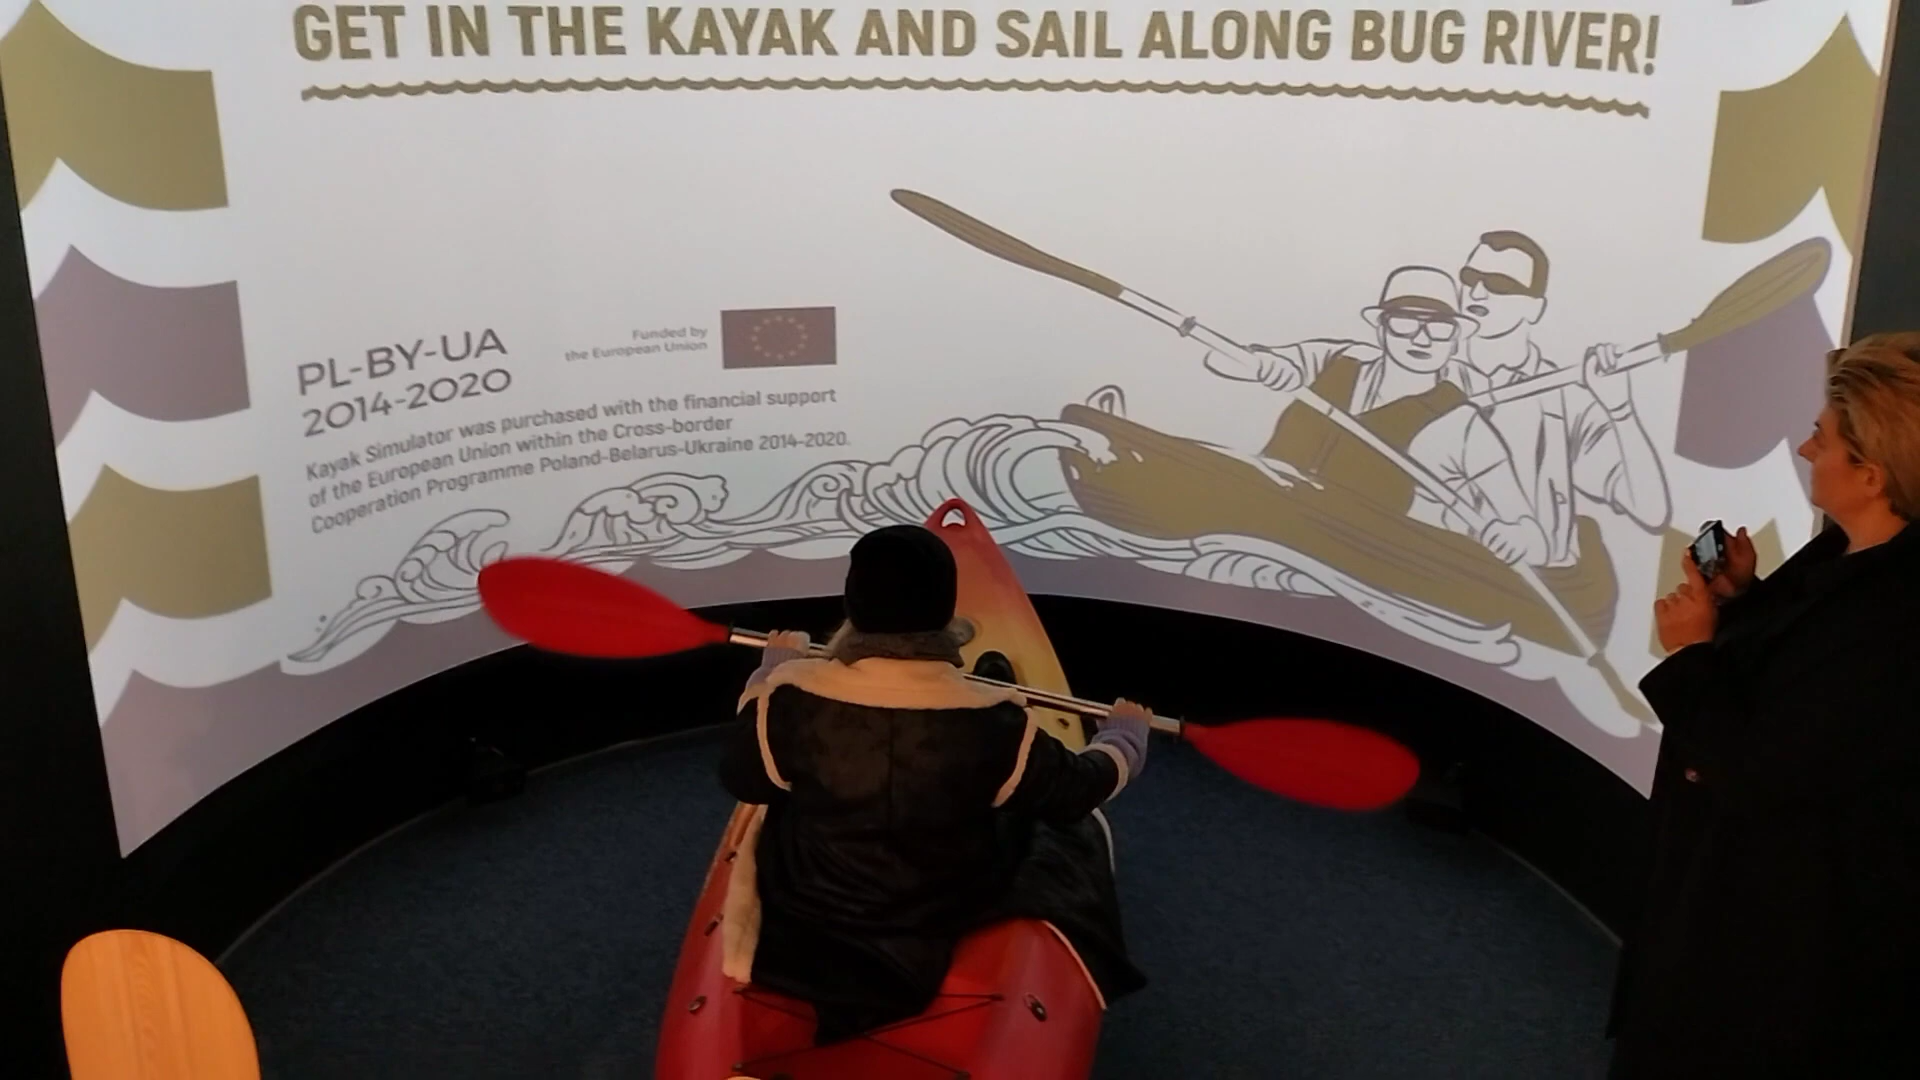 GET IN THE KAYAK AND SAIL ALONG BUG RIVER!
PL-BY-UA
2014-2020
Funded by
the European Union
Kayak Simulator was purchased with the financial support
of the European Union within the Cross-border
Cooperation Programme Poland-Belarus-Ukraine 2014-2020.